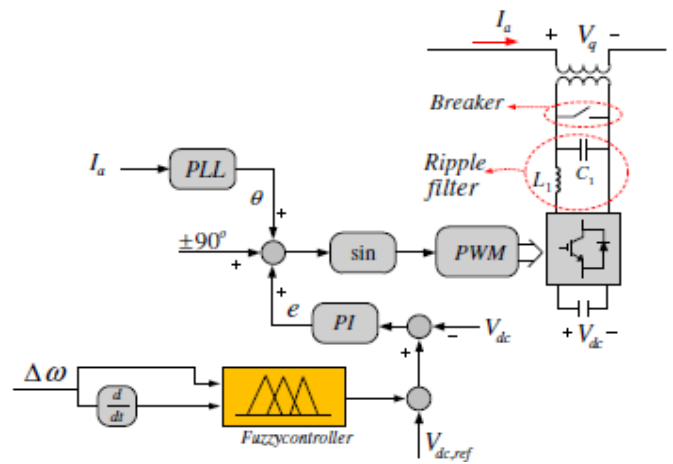 I_a
+ V_q −
Breaker
Ripple
filter
C_1
L_1
I_a
PLL
θ
+
±90°
+
sin
PWM
+
e
PI
−
V_dc
+
+ V_dc −
Δω
d
dt
Fuzzycontroller
V_dc,ref